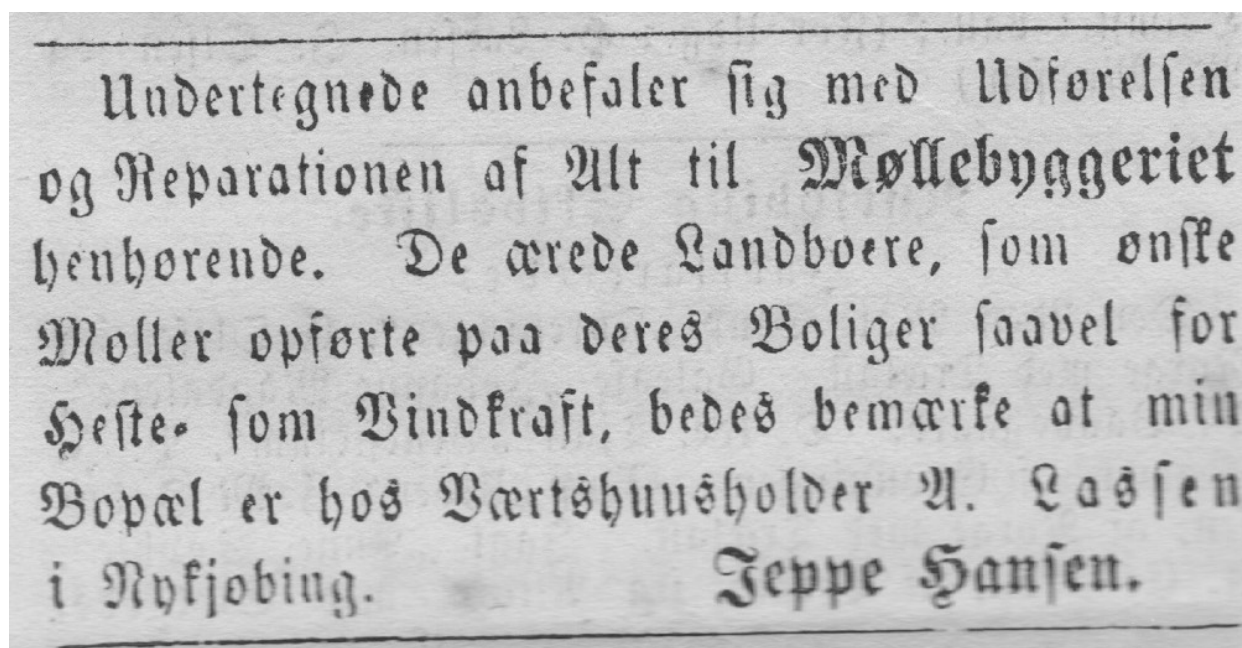 Undertegnede anbefaler sig med Udførelsen
og Reparationen af Alt til Møllebyggeriet
henhørende. De ærede Landboere, som ønske
Møller opførte paa deres Boliger saavel for
Heste- som Vindkraft, bedes bemærke at min
Bopæl er hos Værtshuusholder A. Lassen
i Nykjøbing. Jeppe Hansen.